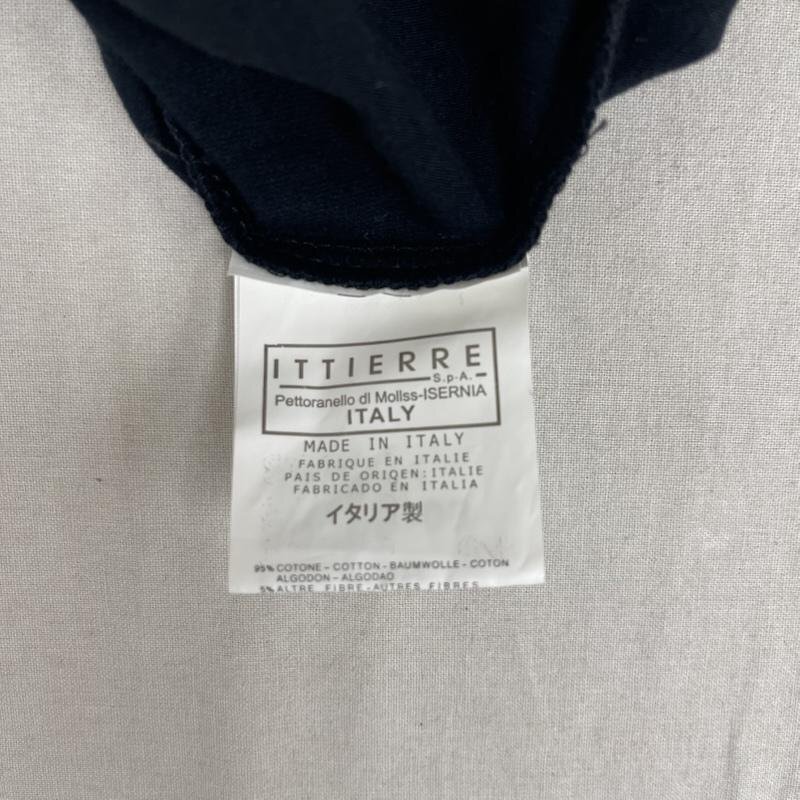 ITTIERRE
S.p.A.
Pettoranello dl Mollss-ISERNIA
ITALY
MADE IN ITALY
FABRIQUE EN ITALIE
PAIS DE ORIQEN:ITALIE
FABRICADO EN ITALIA
イタリア製
95% COTONE - COTTON - BAUMWOLLE - COTON
ALGODON - ALGODAO
5% ALTRE FIBRE - AUTRES FIBRES